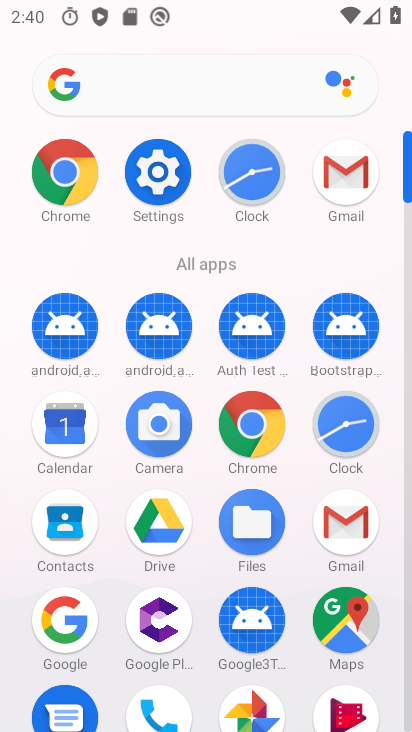 2:40
Chrome Settings Clock Gmail
All apps
android.a... android.a... Auth Test ... Bootstrap...
1
Calendar Camera Chrome Clock
Contacts Drive Files Gmail
G
Google Google Pl... Google3T... Maps